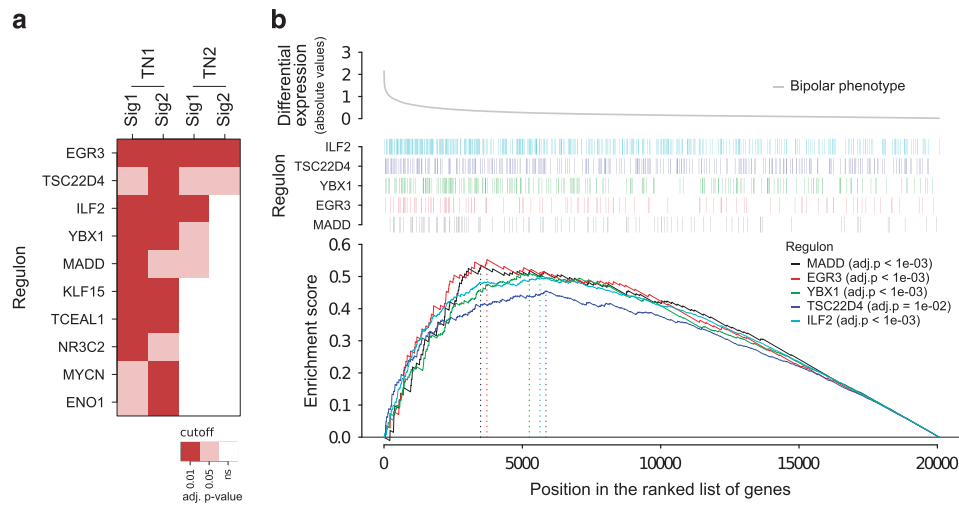 a
TN1
TN2
Sig1
Sig2
Sig1
Sig2
Regulon
EGR3
TSC22D4
ILF2
YBX1
MADD
KLF15
TCEAL1
NR3C2
MYCN
ENO1
cutoff
0.01
0.05
ns
adj. p-value
b
Differential
expression
(absolute values)
3
2
1
0
Bipolar phenotype
Regulon
ILF2
TSC22D4
YBX1
EGR3
MADD
Enrichment score
0.6
0.5
0.4
0.3
0.2
0.1
0.0
Regulon
MADD (adj.p < 1e-03)
EGR3 (adj.p < 1e-03)
YBX1 (adj.p < 1e-03)
TSC22D4 (adj.p = 1e-02)
ILF2 (adj.p < 1e-03)
0
5000
10000
15000
20000
Position in the ranked list of genes